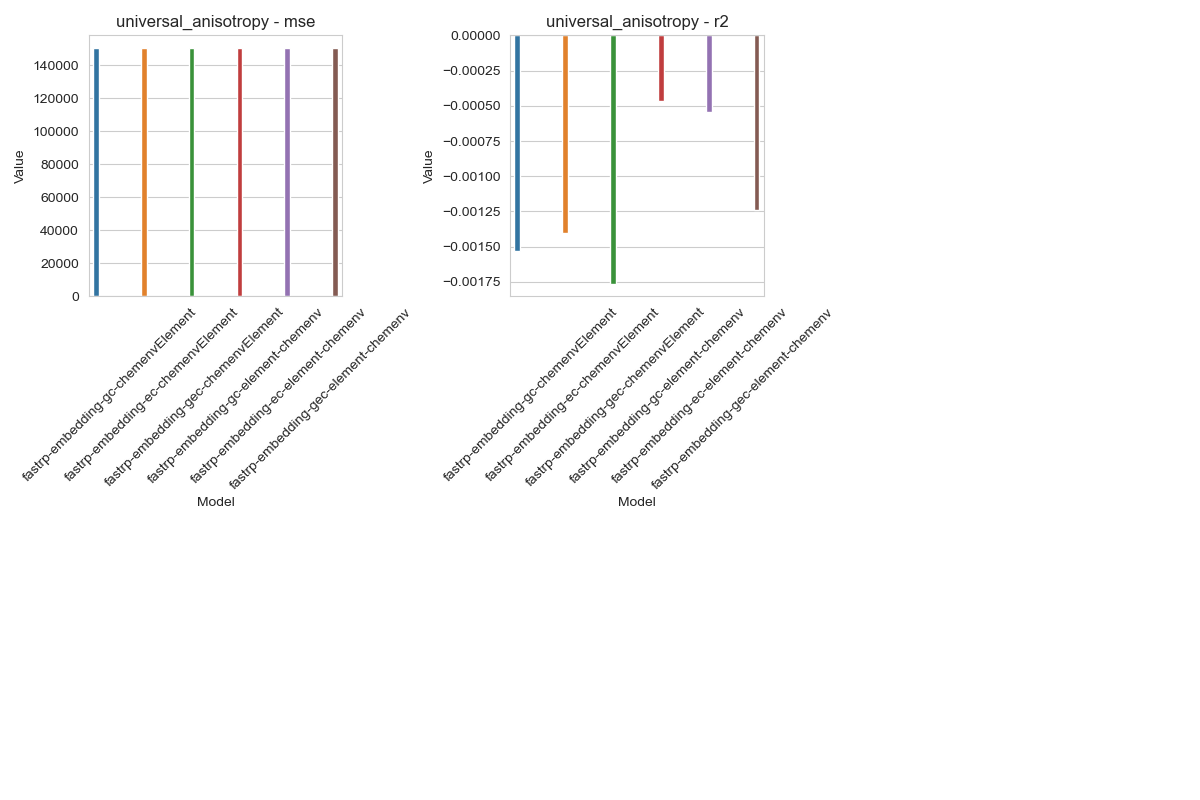 universal_anisotropy - mse
Value
140000
120000
100000
80000
60000
40000
20000
0
fastrp-embedding-gc-chemenvElement
fastrp-embedding-ec-chemenvElement
fastrp-embedding-gec-chemenvElement
fastrp-embedding-gc-element-chemenv
fastrp-embedding-ec-element-chemenv
fastrp-embedding-gec-element-chemenv
Model
universal_anisotropy - r2
Value
0.00000
−0.00025
−0.00050
−0.00075
−0.00100
−0.00125
−0.00150
−0.00175
fastrp-embedding-gc-chemenvElement
fastrp-embedding-ec-chemenvElement
fastrp-embedding-gec-chemenvElement
fastrp-embedding-gc-element-chemenv
fastrp-embedding-ec-element-chemenv
fastrp-embedding-gec-element-chemenv
Model